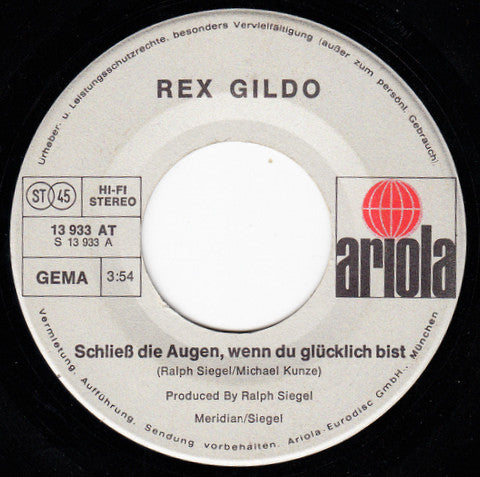 Urheber- u. Leistungsschutzrechte, besonders Vervielfältigung (außer zum persönl. Gebrauch),
REX GILDO
ST 45
HI-FI
STEREO
13 933 AT
S 13 933 A
GEMA
3:54
ariola
Schließ die Augen, wenn du glücklich bist
(Ralph Siegel/Michael Kunze)
Produced By Ralph Siegel
Meridian/Siegel
Vermietung, Aufführung, Sendung vorbehalten. Ariola-Eurodisc GmbH., München